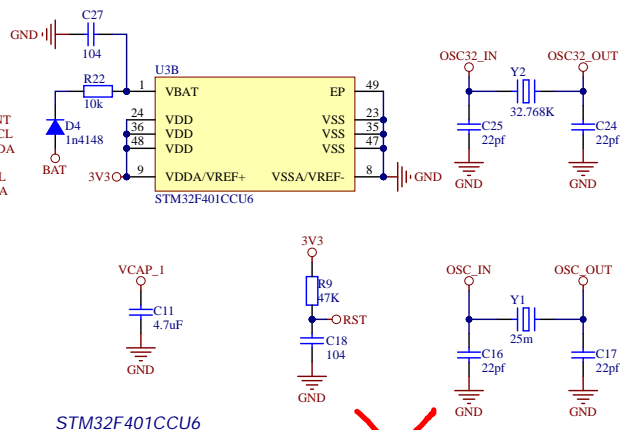 C27
GND
104
U3B
OSC32_IN
OSC32_OUT
R22
1
VBAT
EP
49
Y2
10k
32.768K
24
VDD
VSS
23
D4
36
VDD
VSS
35
C25
C24
1n4148
48
VDD
VSS
47
22pf
22pf
NT
CL
DA
BAT
3V3
9
VDDA/VREF+
VSSA/VREF-
8
GND
GND
GND
L
A
STM32F401CCU6
3V3
VCAP_1
OSC_IN
OSC_OUT
R9
47K
Y1
C11
4.7uF
RST
25m
C18
104
C16
C17
22pf
22pf
GND
GND
GND
GND
STM32F401CCU6